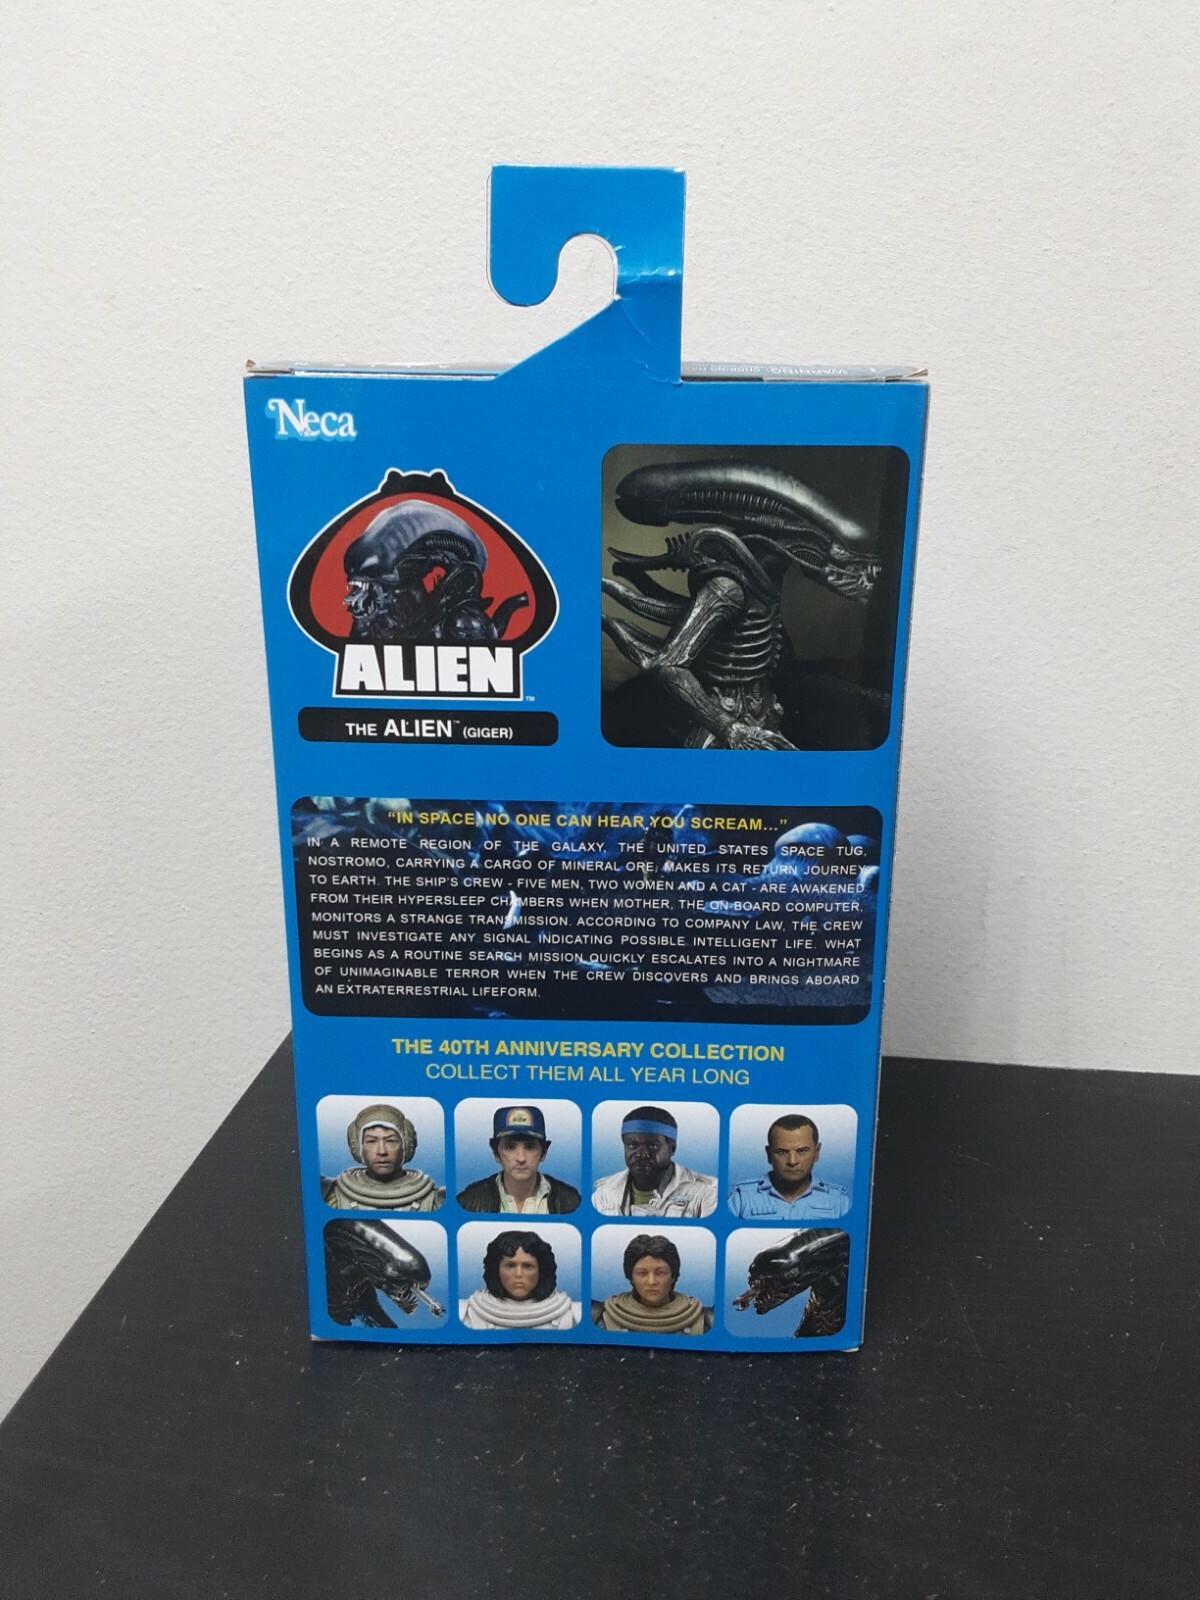 WARNING: CHOKING
Neca
ALIEN™
THE ALIEN™ (GIGER)
"IN SPACE, NO ONE CAN HEAR YOU SCREAM..."
IN A REMOTE REGION OF THE GALAXY, THE UNITED STATES SPACE TUG,
NOSTROMO, CARRYING A CARGO OF MINERAL ORE, MAKES ITS RETURN JOURNEY
TO EARTH. THE SHIP'S CREW - FIVE MEN, TWO WOMEN AND A CAT - ARE AWAKENED
FROM THEIR HYPERSLEEP CHAMBERS WHEN MOTHER, THE ON-BOARD COMPUTER,
MONITORS A STRANGE TRANSMISSION. ACCORDING TO COMPANY LAW, THE CREW
MUST INVESTIGATE ANY SIGNAL INDICATING POSSIBLE INTELLIGENT LIFE. WHAT
BEGINS AS A ROUTINE SEARCH MISSION QUICKLY ESCALATES INTO A NIGHTMARE
OF UNIMAGINABLE TERROR WHEN THE CREW DISCOVERS AND BRINGS ABOARD
AN EXTRATERRESTRIAL LIFEFORM.
THE 40TH ANNIVERSARY COLLECTION
COLLECT THEM ALL YEAR LONG